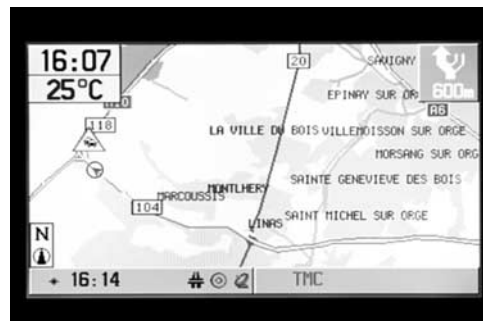 16:07
25°C
20
SAVIGNY
600m
EPINAY SUR OR
A6
118
LA VILLE DU BOIS
VILLEMOISSON SUR ORGE
MORSANG SUR ORG
MONTLHERY
SAINTE GENEVIEVE DES BOIS
MARCOUSSIS
104
LINAS
SAINT MICHEL SUR ORGE
N
16:14
TMC